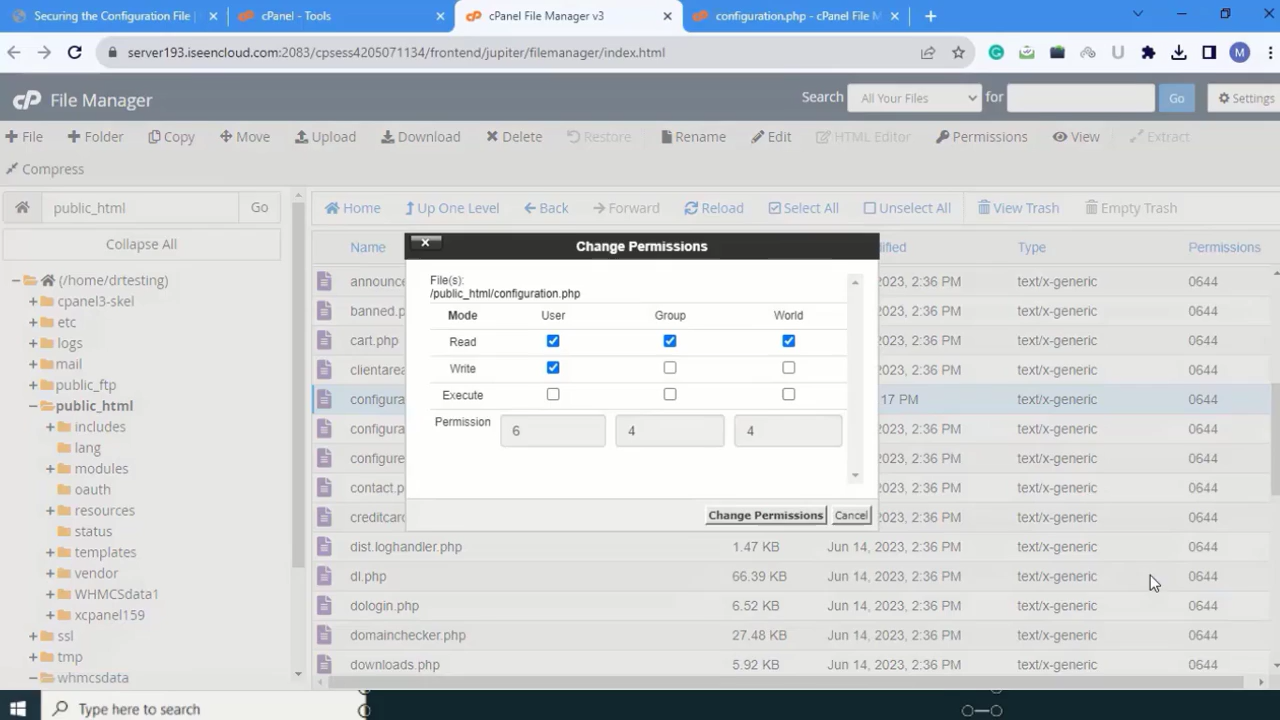 Securing the Configuration File |
cPanel - Tools
cPanel File Manager v3
configuration.php - cPanel File M
server193.iseencloud.com:2083/cpsess4205071134/frontend/jupiter/filemanager/index.html
M
cP File Manager
Search All Your Files for Go Settings
File Folder Copy Move Upload Download Delete Restore Rename Edit HTML Editor Permissions View Extract
Compress
public_html Go
Home Up One Level Back Forward Reload Select All Unselect All View Trash Empty Trash
Collapse All
(/home/drtesting)
cpanel3-skel
etc
logs
mail
public_ftp
public_html
includes
lang
modules
oauth
resources
status
templates
vendor
WHMCSdata1
xcpanel159
ssl
tmp
whmcsdata
Name Type Permissions
announce , 2023, 2:36 PM text/x-generic 0644
banned.p , 2023, 2:36 PM text/x-generic 0644
cart.php , 2023, 2:36 PM text/x-generic 0644
clientarea , 2023, 2:36 PM text/x-generic 0644
configura 17 PM text/x-generic 0644
configura , 2023, 2:36 PM text/x-generic 0644
configure , 2023, 2:36 PM text/x-generic 0644
contact.p , 2023, 2:36 PM text/x-generic 0644
creditcard , 2023, 2:36 PM text/x-generic 0644
dist.loghandler.php 1.47 KB Jun 14, 2023, 2:36 PM text/x-generic 0644
dl.php 66.39 KB Jun 14, 2023, 2:36 PM text/x-generic 0644
dologin.php 6.52 KB Jun 14, 2023, 2:36 PM text/x-generic 0644
domainchecker.php 27.48 KB Jun 14, 2023, 2:36 PM text/x-generic 0644
downloads.php 5.92 KB Jun 14, 2023, 2:36 PM text/x-generic 0644
Change Permissions
File(s):
/public_html/configuration.php
Mode User Group World
Read
Write
Execute
Permission 6 4 4
Change Permissions Cancel
Type here to search